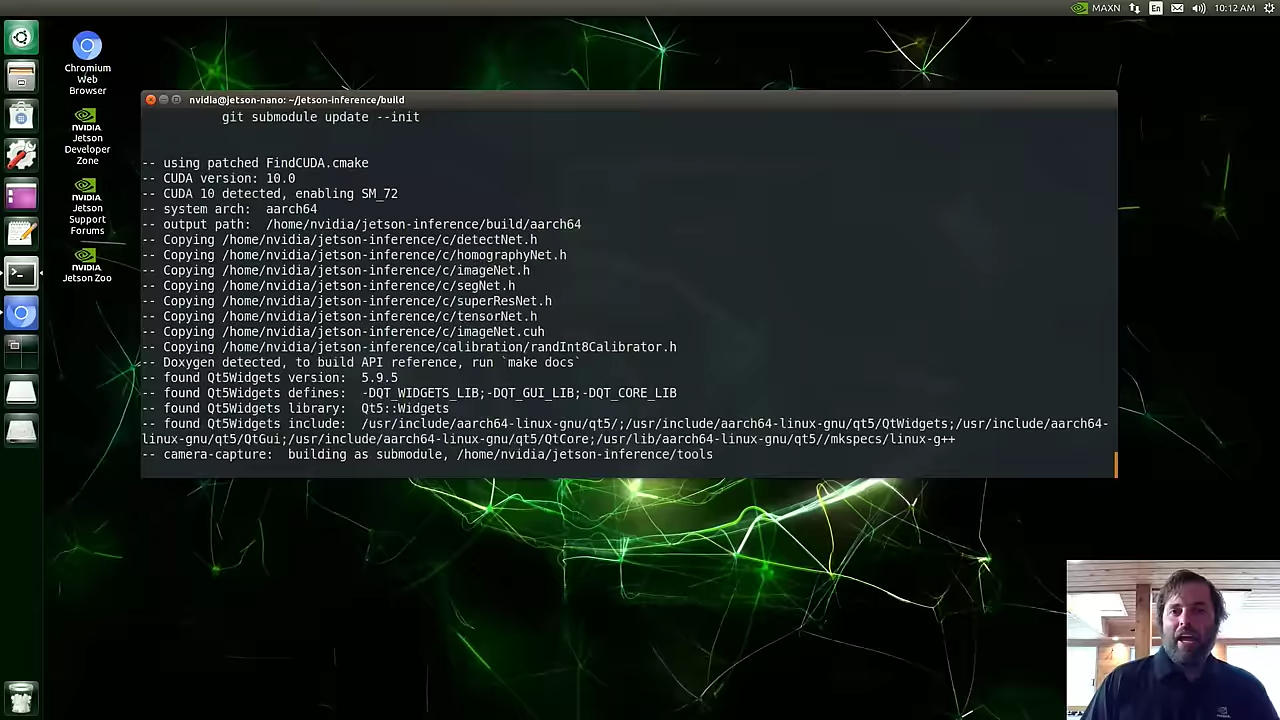 MAXN
En
10:12 AM
Chromium
Web
Browser
NVIDIA
Jetson
Developer
Zone
NVIDIA
Jetson
Support
Forums
NVIDIA
Jetson Zoo
nvidia@jetson-nano: ~/jetson-inference/build
git submodule update --init
-- using patched FindCUDA.cmake
-- CUDA version: 10.0
-- CUDA 10 detected, enabling SM_72
-- system arch:  aarch64
-- output path:  /home/nvidia/jetson-inference/build/aarch64
-- Copying /home/nvidia/jetson-inference/c/detectNet.h
-- Copying /home/nvidia/jetson-inference/c/homographyNet.h
-- Copying /home/nvidia/jetson-inference/c/imageNet.h
-- Copying /home/nvidia/jetson-inference/c/segNet.h
-- Copying /home/nvidia/jetson-inference/c/superResNet.h
-- Copying /home/nvidia/jetson-inference/c/tensorNet.h
-- Copying /home/nvidia/jetson-inference/c/imageNet.cuh
-- Copying /home/nvidia/jetson-inference/calibration/randInt8Calibrator.h
-- Doxygen detected, to build API reference, run `make docs`
-- found Qt5Widgets version:  5.9.5
-- found Qt5Widgets defines:  -DQT_WIDGETS_LIB;-DQT_GUI_LIB;-DQT_CORE_LIB
-- found Qt5Widgets library:  Qt5::Widgets
-- found Qt5Widgets include:  /usr/include/aarch64-linux-gnu/qt5/;/usr/include/aarch64-linux-gnu/qt5/QtWidgets;/usr/include/aarch64-
linux-gnu/qt5/QtGui;/usr/include/aarch64-linux-gnu/qt5/QtCore;/usr/lib/aarch64-linux-gnu/qt5//mkspecs/linux-g++
-- camera-capture:  building as submodule, /home/nvidia/jetson-inference/tools